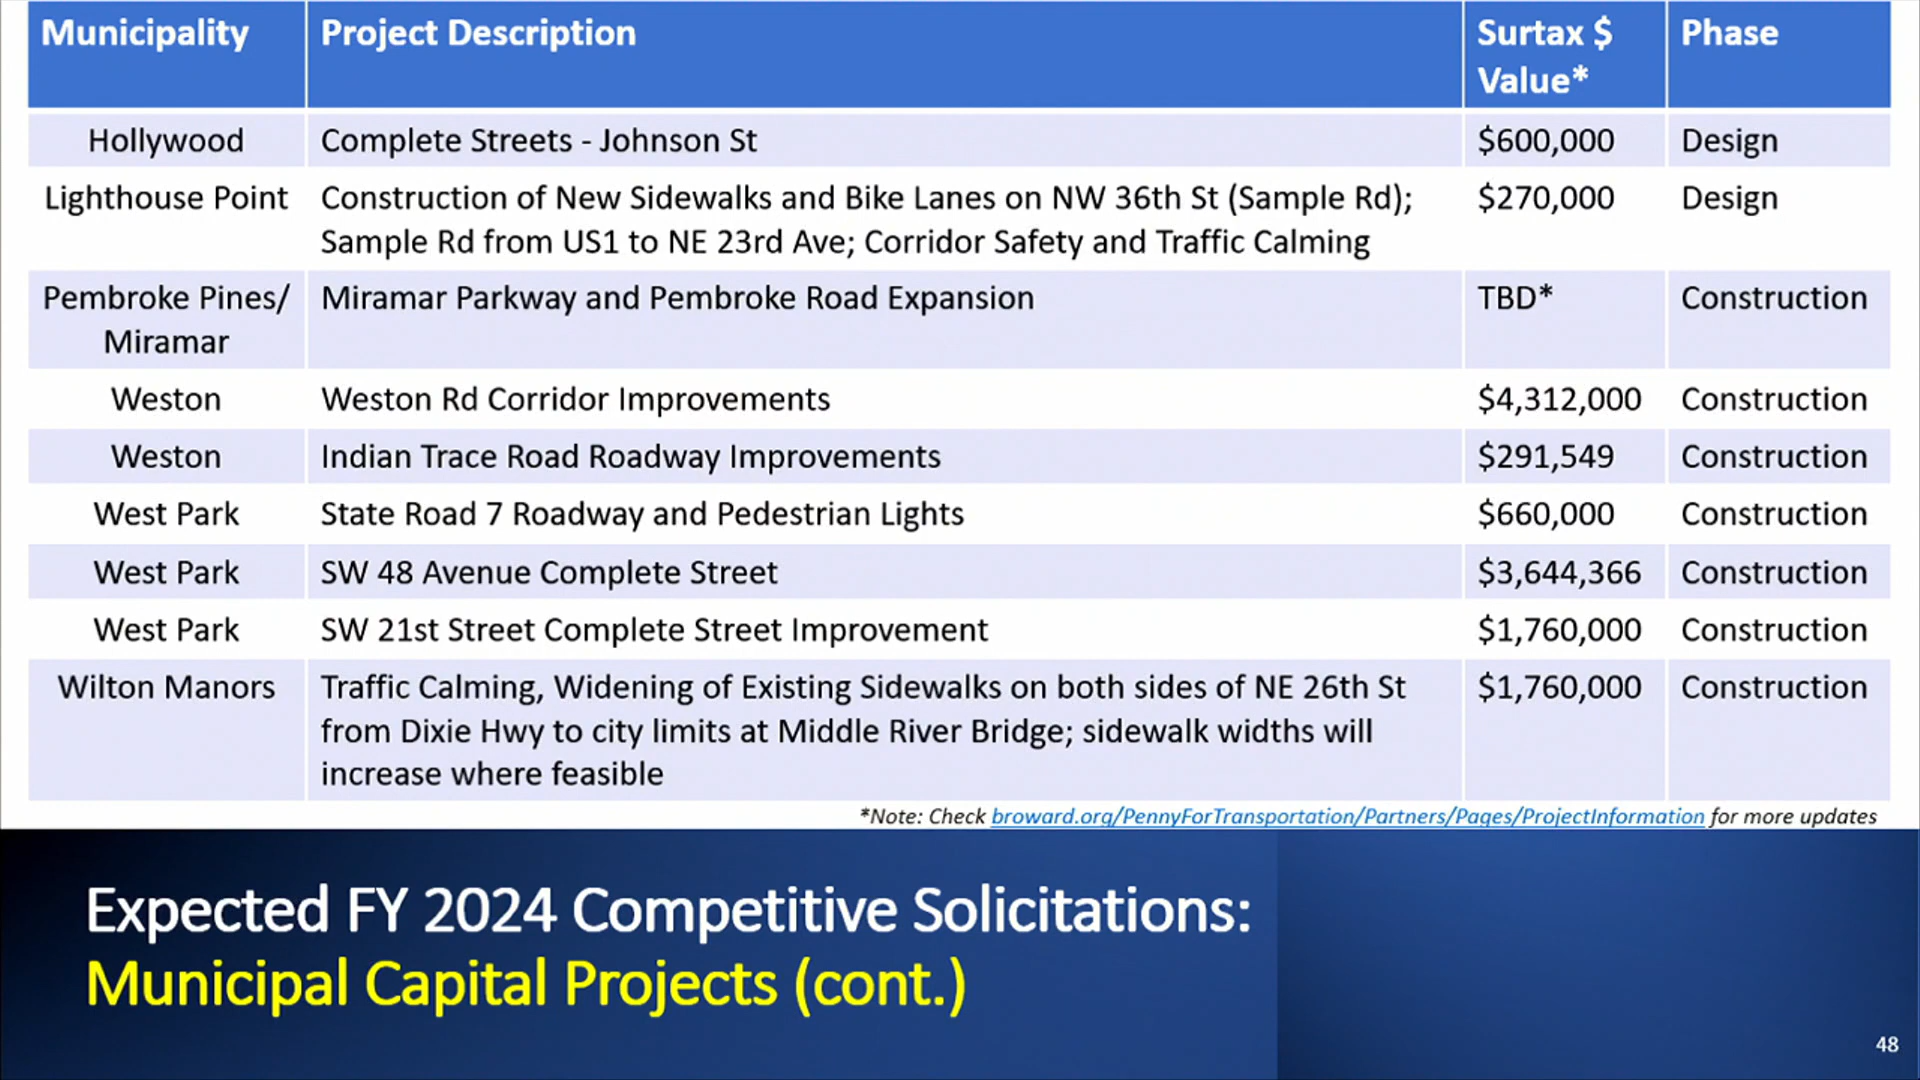 Municipality Project Description Surtax $ Phase
Value*
Hollywood Complete Streets - Johnson St $600,000 Design
Lighthouse Point Construction of New Sidewalks and Bike Lanes on NW 36th St (Sample Rd); $270,000 Design
Sample Rd from US1 to NE 23rd Ave; Corridor Safety and Traffic Calming
Pembroke Pines/ Miramar Parkway and Pembroke Road Expansion TBD* Construction
Miramar
Weston Weston Rd Corridor Improvements $4,312,000 Construction
Weston Indian Trace Road Roadway Improvements $291,549 Construction
West Park State Road 7 Roadway and Pedestrian Lights $660,000 Construction
West Park SW 48 Avenue Complete Street $3,644,366 Construction
West Park SW 21st Street Complete Street Improvement $1,760,000 Construction
Wilton Manors Traffic Calming, Widening of Existing Sidewalks on both sides of NE 26th St $1,760,000 Construction
from Dixie Hwy to city limits at Middle River Bridge; sidewalk widths will
increase where feasible
*Note: Check broward.org/PennyForTransportation/Partners/Pages/ProjectInformation for more updates
Expected FY 2024 Competitive Solicitations:
Municipal Capital Projects (cont.)
48